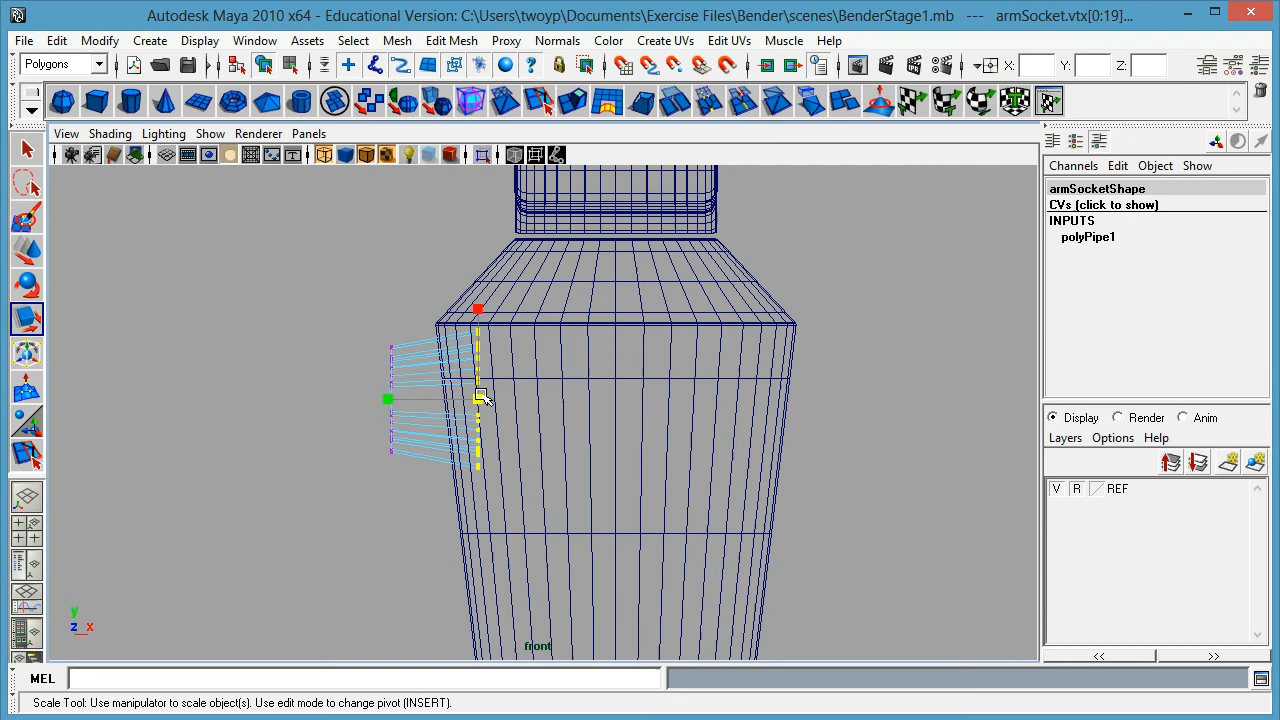 Autodesk Maya 2010 x64 - Educational Version: C:\Users\twoyp\Documents\Exercise Files\Bender\scenes\BenderStage1.mb --- armSocket.vtx[0:19]...
File Edit Modify Create Display Window Assets Select Mesh Edit Mesh Proxy Normals Color Create UVs Edit UVs Muscle Help
Polygons X: Y: Z:
View Shading Lighting Show Renderer Panels
Channels Edit Object Show
armSocketShape
CVs (click to show)
INPUTS
polyPipe1
Display Render Anim
Layers Options Help
V R REF
y
z x
front
<< >>
MEL
Scale Tool: Use manipulator to scale object(s). Use edit mode to change pivot (INSERT).